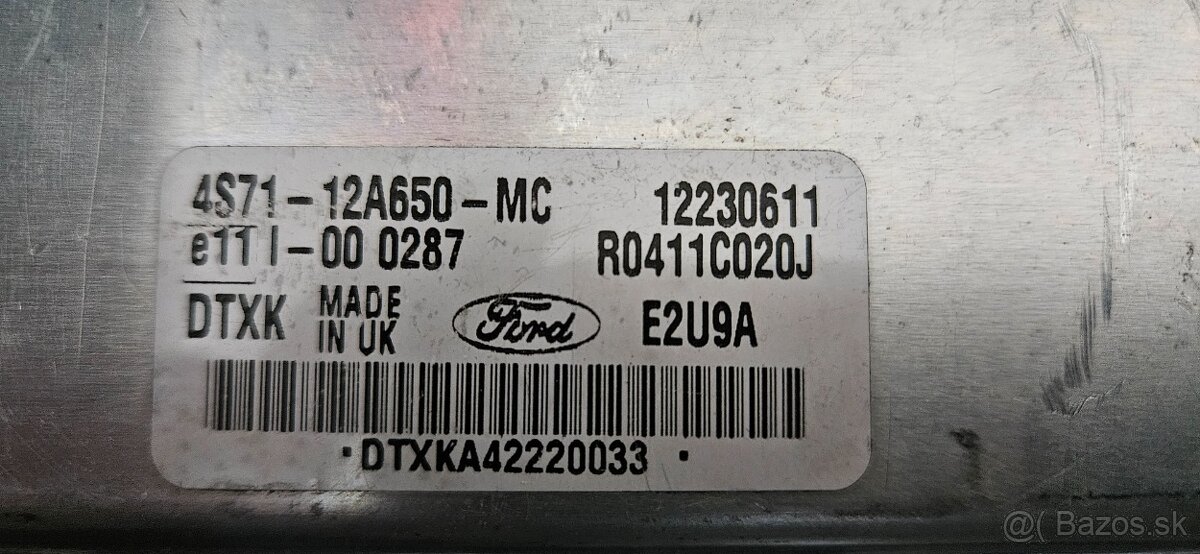 4S71-12A650-MC 12230611
e11 I-00 0287 R0411C020J
DTXK MADE IN UK Ford E2U9A
·DTXKA42220033 ·
@( Bazos.sk